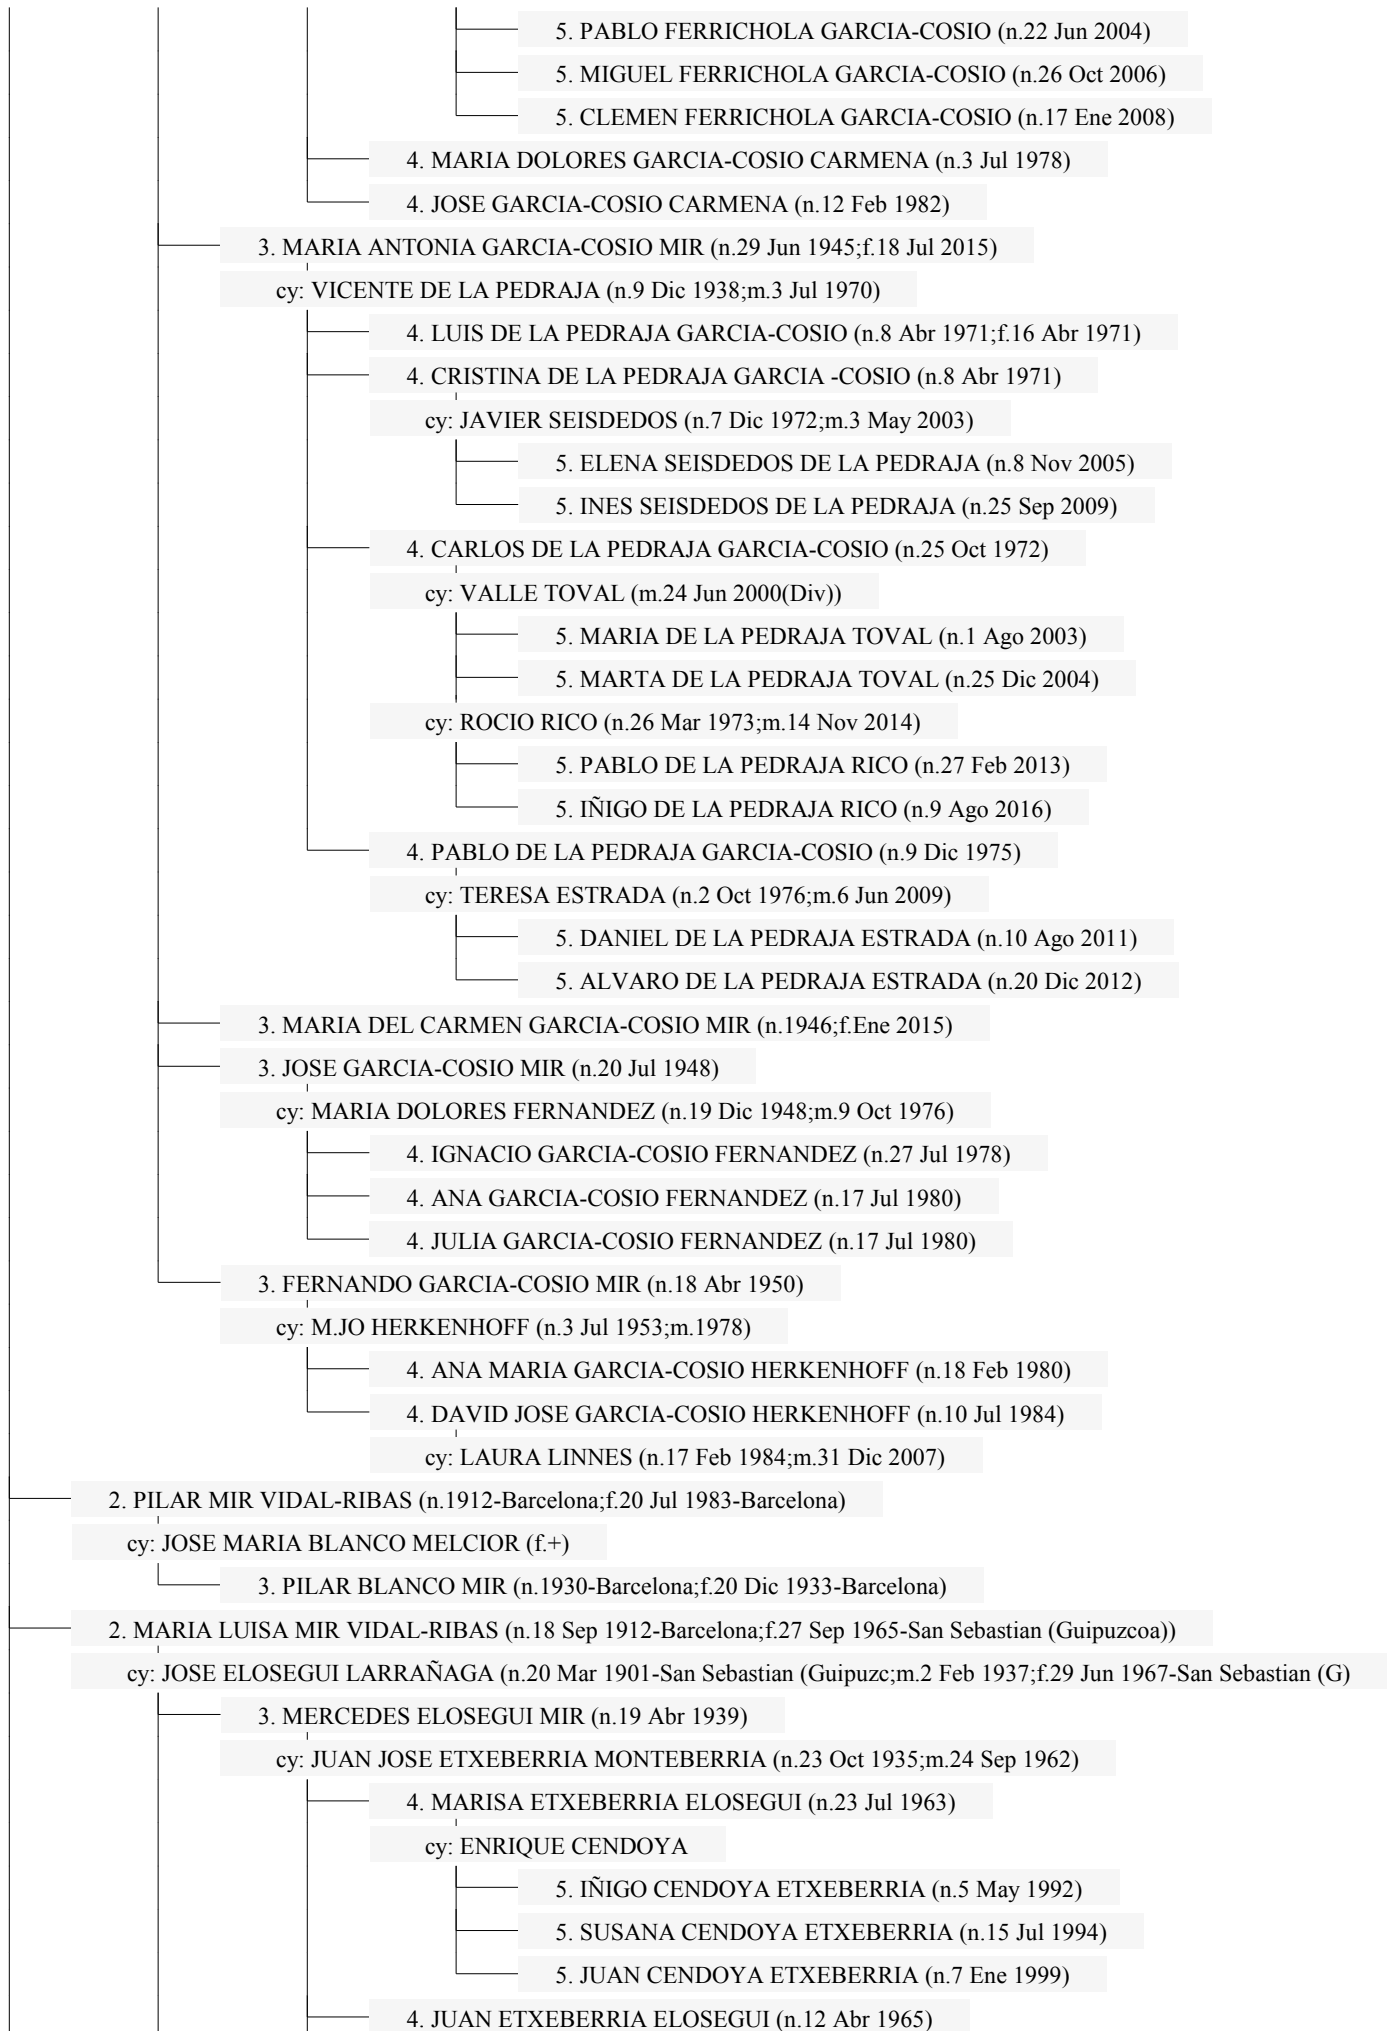 5. PABLO FERRICHOLA GARCIA-COSIO (n.22 Jun 2004)
5. MIGUEL FERRICHOLA GARCIA-COSIO (n.26 Oct 2006)
5. CLEMEN FERRICHOLA GARCIA-COSIO (n.17 Ene 2008)
4. MARIA DOLORES GARCIA-COSIO CARMENA (n.3 Jul 1978)
4. JOSE GARCIA-COSIO CARMENA (n.12 Feb 1982)
3. MARIA ANTONIA GARCIA-COSIO MIR (n.29 Jun 1945;f.18 Jul 2015)
cy: VICENTE DE LA PEDRAJA (n.9 Dic 1938;m.3 Jul 1970)
4. LUIS DE LA PEDRAJA GARCIA-COSIO (n.8 Abr 1971;f.16 Abr 1971)
4. CRISTINA DE LA PEDRAJA GARCIA -COSIO (n.8 Abr 1971)
cy: JAVIER SEISDEDOS (n.7 Dic 1972;m.3 May 2003)
5. ELENA SEISDEDOS DE LA PEDRAJA (n.8 Nov 2005)
5. INES SEISDEDOS DE LA PEDRAJA (n.25 Sep 2009)
4. CARLOS DE LA PEDRAJA GARCIA-COSIO (n.25 Oct 1972)
cy: VALLE TOVAL (m.24 Jun 2000(Div))
5. MARIA DE LA PEDRAJA TOVAL (n.1 Ago 2003)
5. MARTA DE LA PEDRAJA TOVAL (n.25 Dic 2004)
cy: ROCIO RICO (n.26 Mar 1973;m.14 Nov 2014)
5. PABLO DE LA PEDRAJA RICO (n.27 Feb 2013)
5. IÑIGO DE LA PEDRAJA RICO (n.9 Ago 2016)
4. PABLO DE LA PEDRAJA GARCIA-COSIO (n.9 Dic 1975)
cy: TERESA ESTRADA (n.2 Oct 1976;m.6 Jun 2009)
5. DANIEL DE LA PEDRAJA ESTRADA (n.10 Ago 2011)
5. ALVARO DE LA PEDRAJA ESTRADA (n.20 Dic 2012)
3. MARIA DEL CARMEN GARCIA-COSIO MIR (n.1946;f.Ene 2015)
3. JOSE GARCIA-COSIO MIR (n.20 Jul 1948)
cy: MARIA DOLORES FERNANDEZ (n.19 Dic 1948;m.9 Oct 1976)
4. IGNACIO GARCIA-COSIO FERNANDEZ (n.27 Jul 1978)
4. ANA GARCIA-COSIO FERNANDEZ (n.17 Jul 1980)
4. JULIA GARCIA-COSIO FERNANDEZ (n.17 Jul 1980)
3. FERNANDO GARCIA-COSIO MIR (n.18 Abr 1950)
cy: M.JO HERKENHOFF (n.3 Jul 1953;m.1978)
4. ANA MARIA GARCIA-COSIO HERKENHOFF (n.18 Feb 1980)
4. DAVID JOSE GARCIA-COSIO HERKENHOFF (n.10 Jul 1984)
cy: LAURA LINNES (n.17 Feb 1984;m.31 Dic 2007)
2. PILAR MIR VIDAL-RIBAS (n.1912-Barcelona;f.20 Jul 1983-Barcelona)
cy: JOSE MARIA BLANCO MELCIOR (f.+)
3. PILAR BLANCO MIR (n.1930-Barcelona;f.20 Dic 1933-Barcelona)
2. MARIA LUISA MIR VIDAL-RIBAS (n.18 Sep 1912-Barcelona;f.27 Sep 1965-San Sebastian (Guipuzcoa))
cy: JOSE ELOSEGUI LARRAÑAGA (n.20 Mar 1901-San Sebastian (Guipuzc;m.2 Feb 1937;f.29 Jun 1967-San Sebastian (G)
3. MERCEDES ELOSEGUI MIR (n.19 Abr 1939)
cy: JUAN JOSE ETXEBERRIA MONTEBERRIA (n.23 Oct 1935;m.24 Sep 1962)
4. MARISA ETXEBERRIA ELOSEGUI (n.23 Jul 1963)
cy: ENRIQUE CENDOYA
5. IÑIGO CENDOYA ETXEBERRIA (n.5 May 1992)
5. SUSANA CENDOYA ETXEBERRIA (n.15 Jul 1994)
5. JUAN CENDOYA ETXEBERRIA (n.7 Ene 1999)
4. JUAN ETXEBERRIA ELOSEGUI (n.12 Abr 1965)